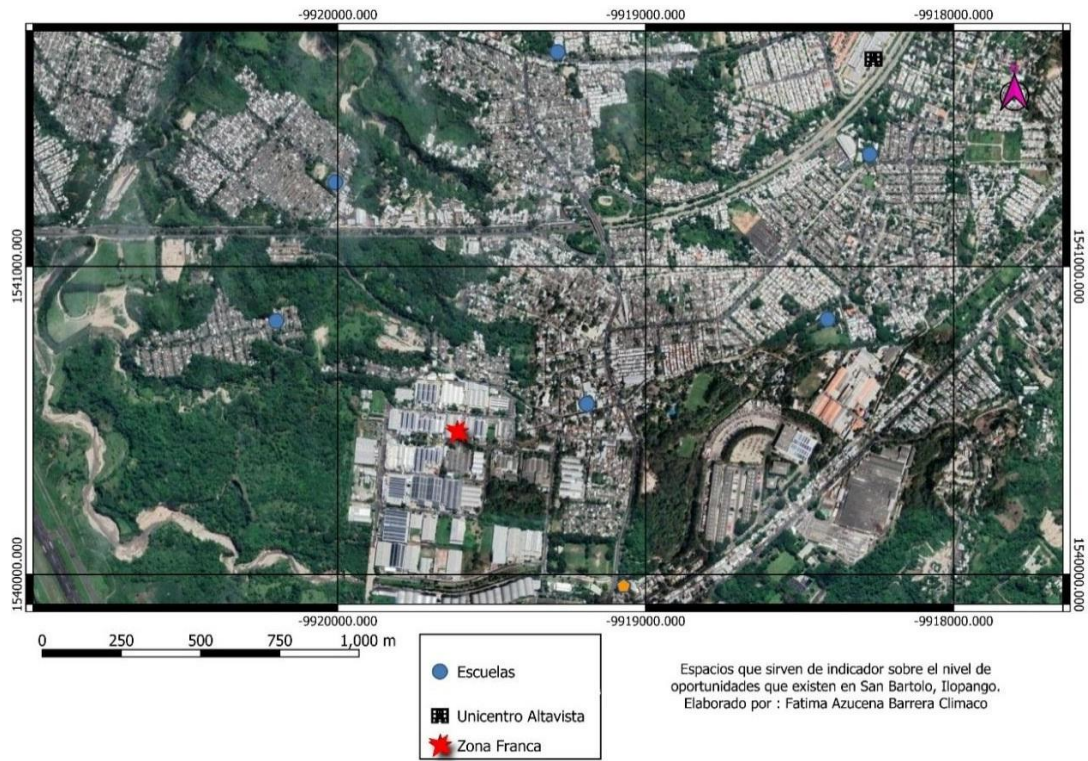 -9920000.000 -9919000.000 -9918000.000
1541000.000 1541000.000
1540000.000 1540000.000
-9920000.000 -9919000.000 -9918000.000
0 250 500 750 1,000 m
Escuelas
Unicentro Altavista
Zona Franca
Espacios que sirven de indicador sobre el nivel de
oportunidades que existen en San Bartolo, Ilopango.
Elaborado por : Fatima Azucena Barrera Climaco